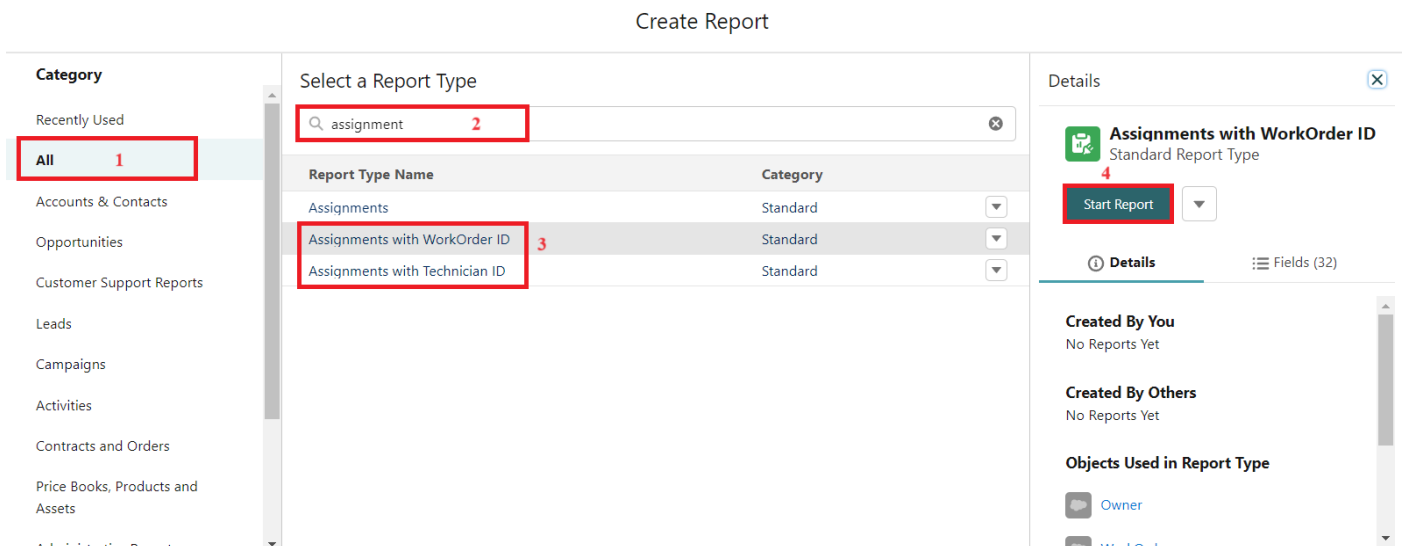 Create Report
Category
Recently Used
All 1
Accounts & Contacts
Opportunities
Customer Support Reports
Leads
Campaigns
Activities
Contracts and Orders
Price Books, Products and
Assets
Select a Report Type
assignment 2
Report Type Name Category
Assignments Standard
Assignments with WorkOrder ID 3 Standard
Assignments with Technician ID Standard
Details
Assignments with WorkOrder ID
Standard Report Type
4
Start Report
Details Fields (32)
Created By You
No Reports Yet
Created By Others
No Reports Yet
Objects Used in Report Type
Owner